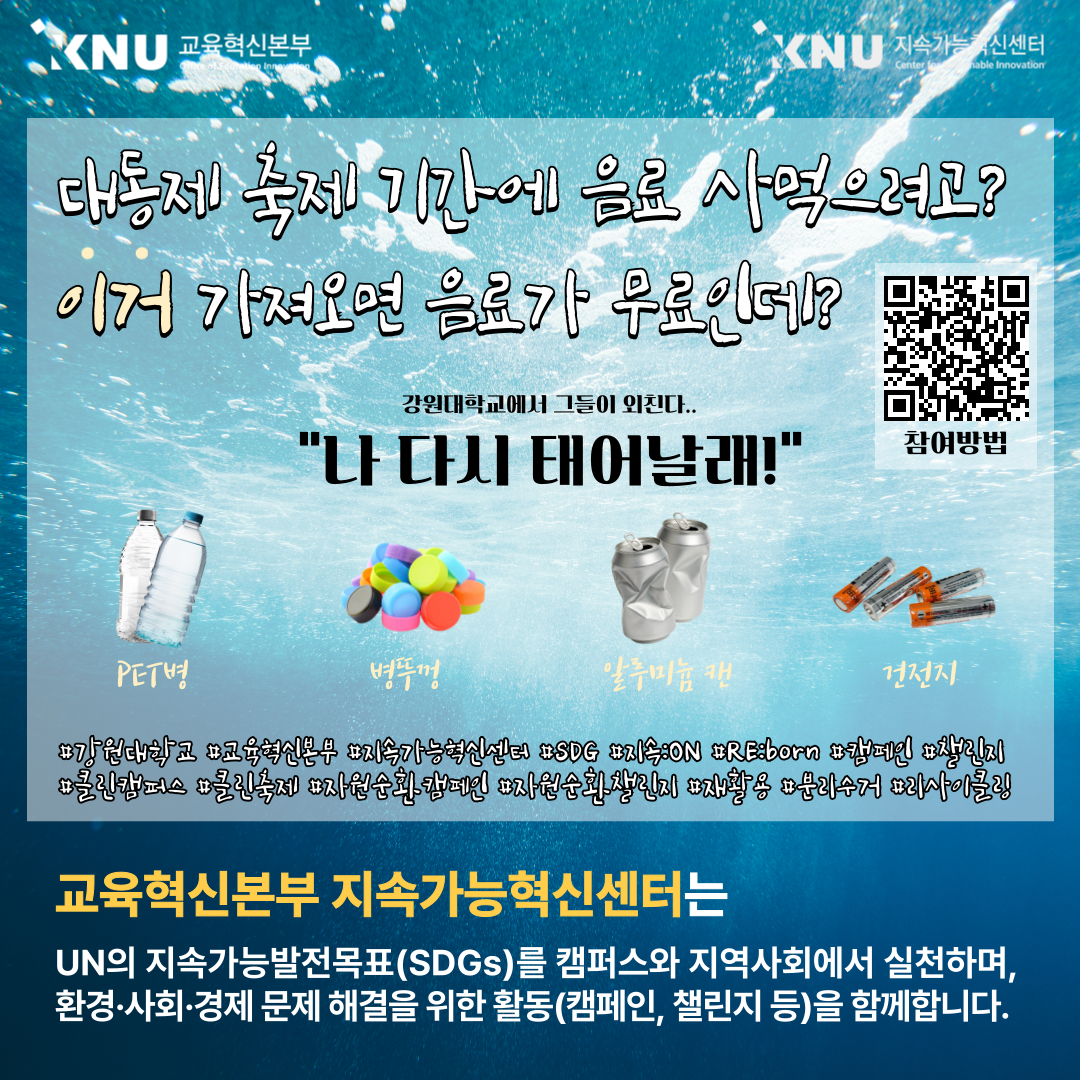 KNU 교육혁신본부
Office of Education Innovation
KNU 지속가능혁신센터
Center for Sustainable Innovation
대동제 축제 기간에 음료 사먹으려고?
이거 가져오면 음료가 무료인데?
참여방법
강원대학교에서 그들이 외친다..
"나 다시 태어날래!"
PET병
병뚜껑
알루미늄 캔
건전지
#강원대학교 #교육혁신본부 #지속가능혁신센터 #SDG #지속:ON #RE:born #캠페인 #챌린지
#클린캠퍼스 #클린축제 #자원순환캠페인 #자원순환챌린지 #재활용 #분리수거 #리사이클링
교육혁신본부 지속가능혁신센터는
UN의 지속가능발전목표(SDGs)를 캠퍼스와 지역사회에서 실천하며,
환경·사회·경제 문제 해결을 위한 활동(캠페인, 챌린지 등)을 함께합니다.